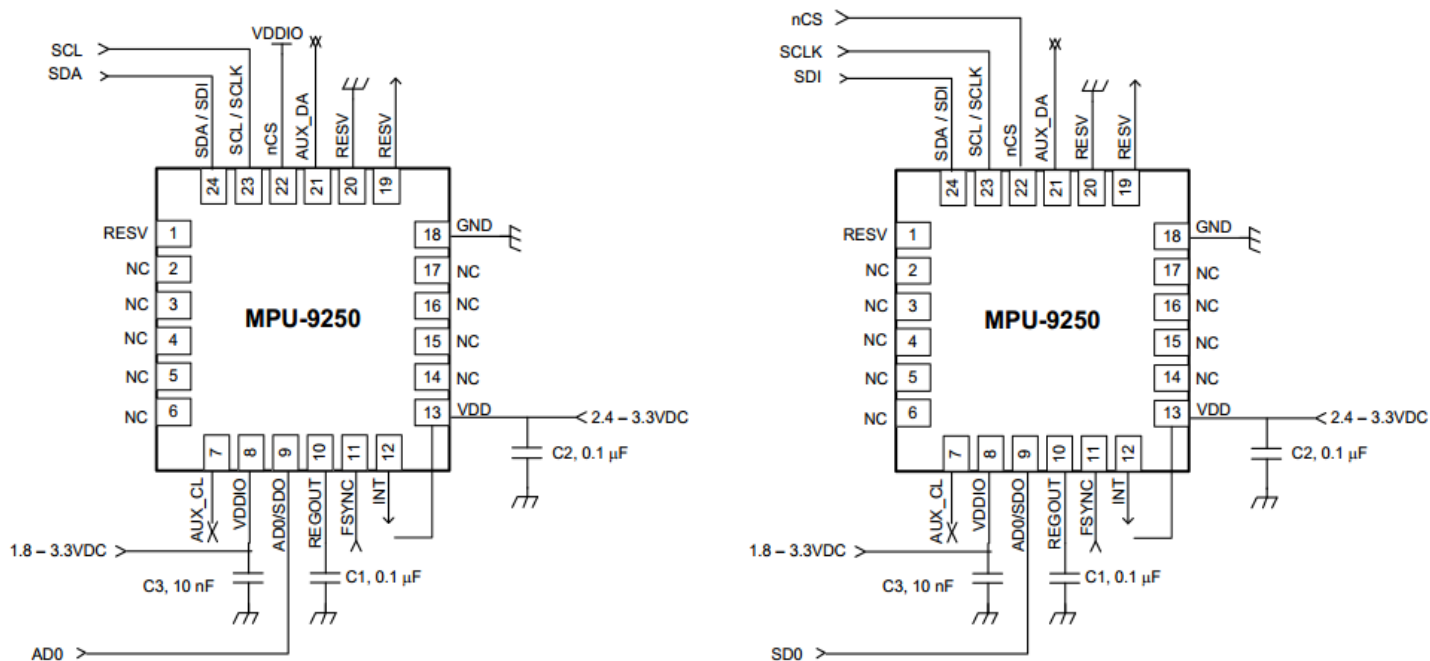 SCL
SDA
VDDIO
SDA / SDI
SCL / SCLK
nCS
AUX_DA
RESV
RESV
24
23
22
21
20
19
RESV
1
NC
2
NC
3
NC
4
NC
5
NC
6
MPU-9250
18
GND
17
NC
16
NC
15
NC
14
NC
13
VDD
2.4 – 3.3VDC
C2, 0.1 µF
7
8
9
10
11
12
AUX_CL
VDDIO
AD0/SDO
REGOUT
FSYNC
INT
1.8 – 3.3VDC
C3, 10 nF
C1, 0.1 µF
AD0
nCS
SCLK
SDI
SDA / SDI
SCL / SCLK
nCS
AUX_DA
RESV
RESV
24
23
22
21
20
19
RESV
1
NC
2
NC
3
NC
4
NC
5
NC
6
MPU-9250
18
GND
17
NC
16
NC
15
NC
14
NC
13
VDD
2.4 – 3.3VDC
C2, 0.1 µF
7
8
9
10
11
12
AUX_CL
VDDIO
AD0/SDO
REGOUT
FSYNC
INT
1.8 – 3.3VDC
C3, 10 nF
C1, 0.1 µF
SD0